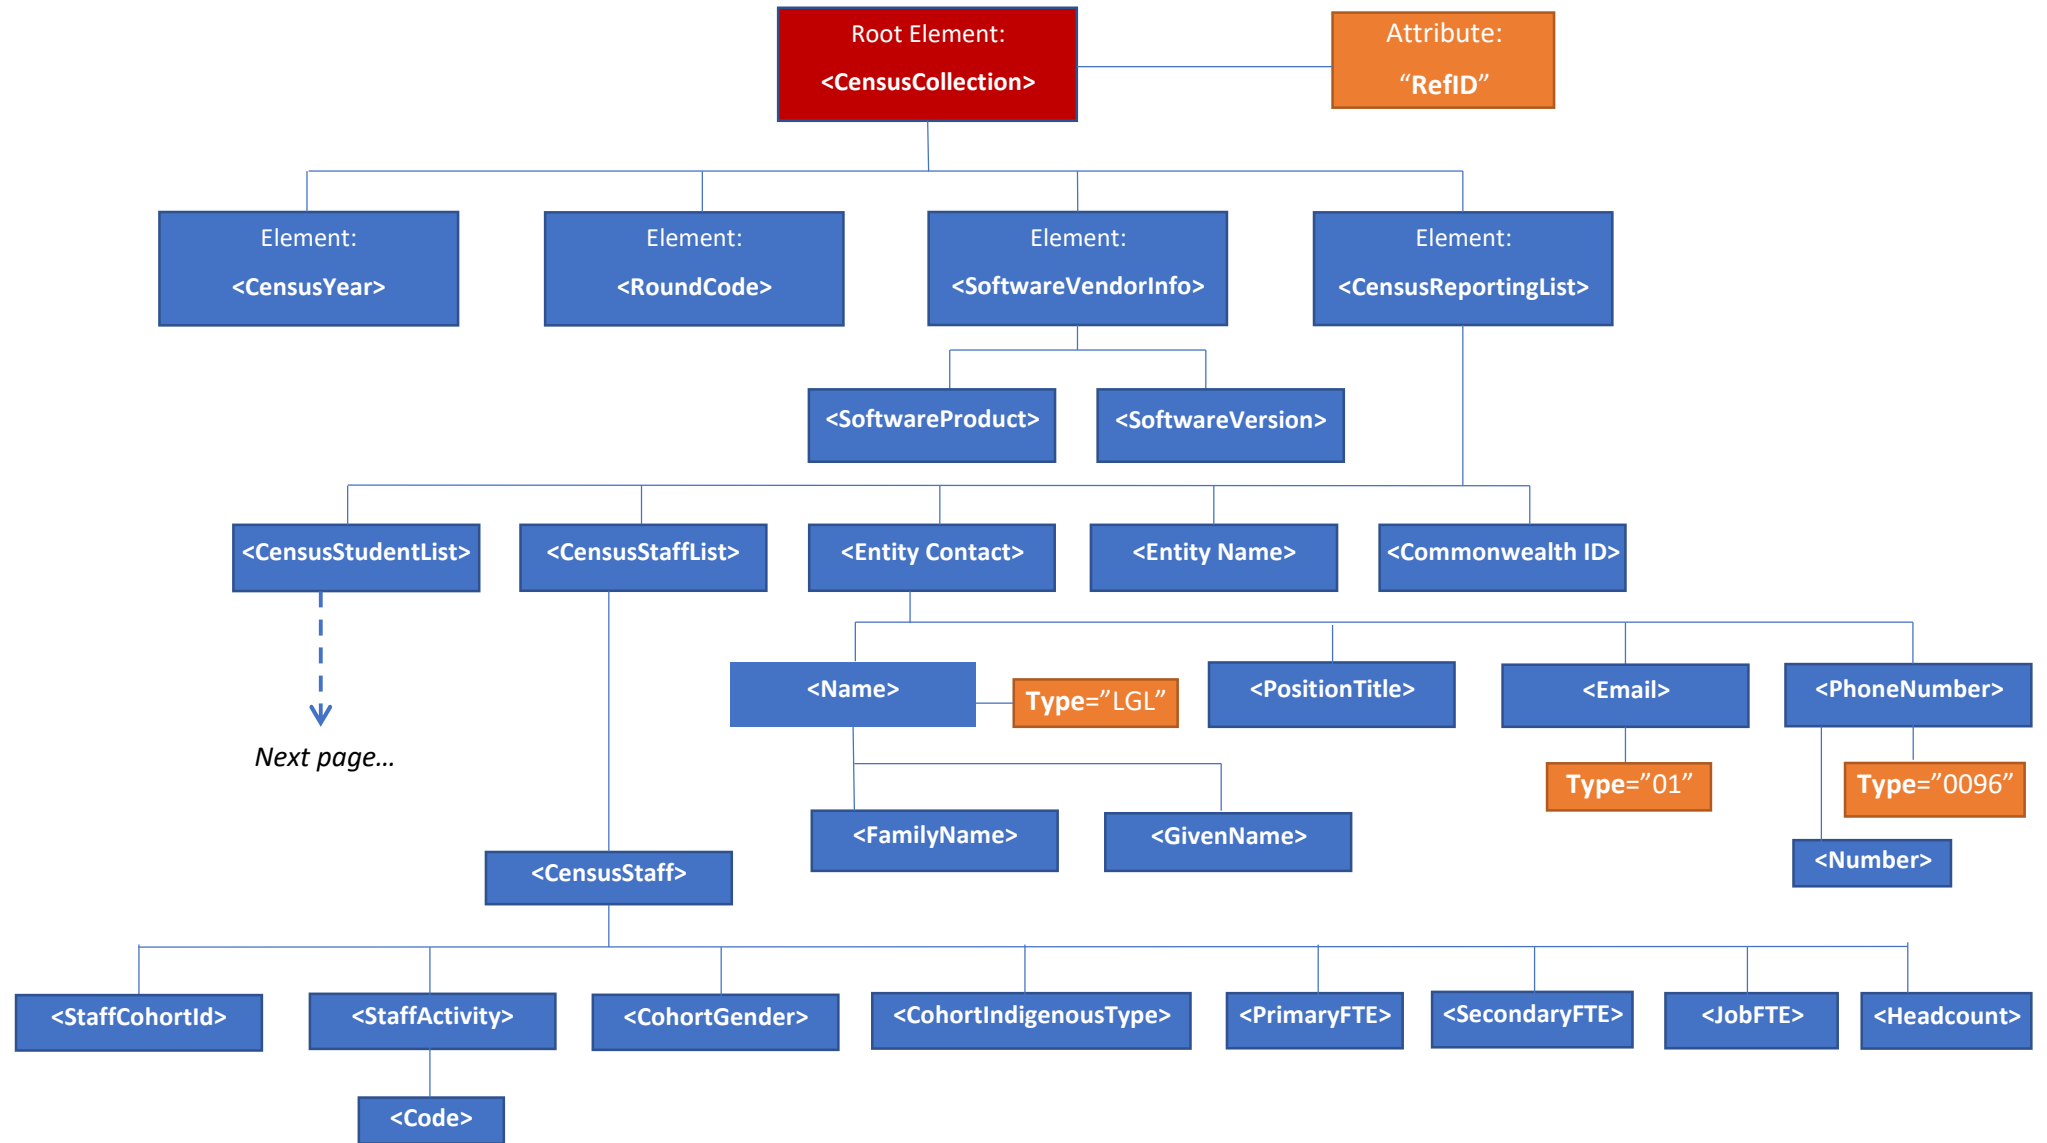 Root Element:
<CensusCollection>
Attribute:
“RefID”
Element:
<CensusYear>
Element:
<RoundCode>
Element:
<SoftwareVendorInfo>
Element:
<CensusReportingList>
<SoftwareProduct>
<SoftwareVersion>
<CensusStudentList>
<CensusStaffList>
<Entity Contact>
<Entity Name>
<Commonwealth ID>
Next page...
<Name>
Type=”LGL”
<PositionTitle>
<Email>
<PhoneNumber>
Type=”01”
Type=”0096”
<FamilyName>
<GivenName>
<Number>
<CensusStaff>
<StaffCohortId>
<StaffActivity>
<CohortGender>
<CohortIndigenousType>
<PrimaryFTE>
<SecondaryFTE>
<JobFTE>
<Headcount>
<Code>